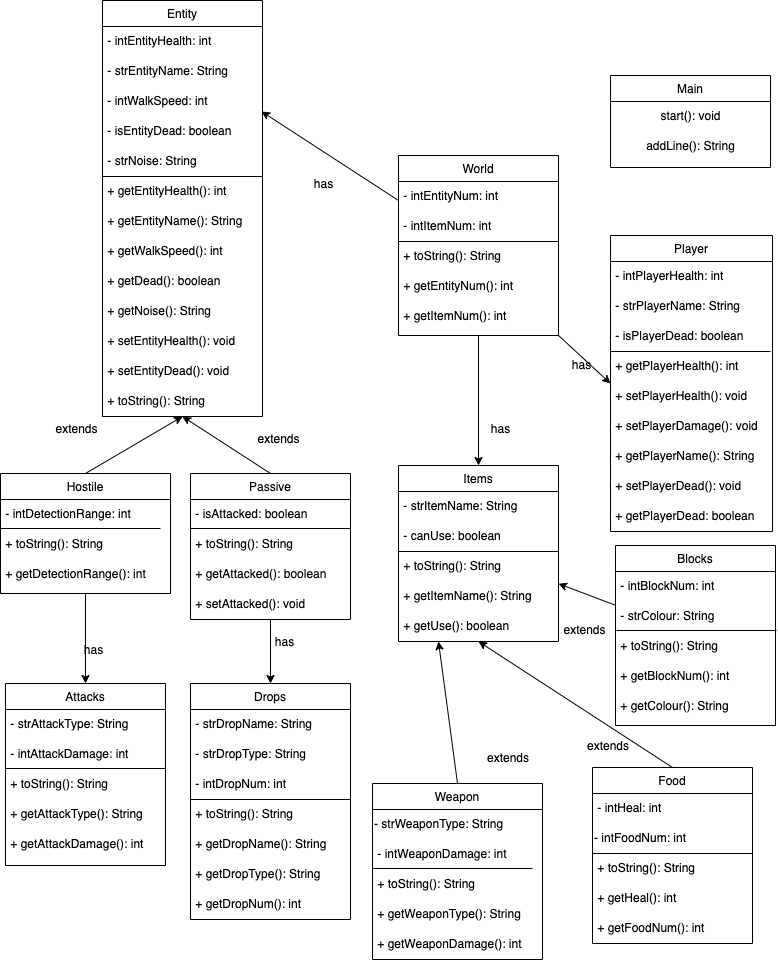 Entity
- intEntityHealth: int
- strEntityName: String
- intWalkSpeed: int
- isEntityDead: boolean
- strNoise: String
+ getEntityHealth(): int
+ getEntityName(): String
+ getWalkSpeed(): int
+ getDead(): boolean
+ getNoise(): String
+ setEntityHealth(): void
+ setEntityDead(): void
+ toString(): String
has
World
- intEntityNum: int
- intItemNum: int
+ toString(): String
+ getEntityNum(): int
+ getItemNum(): int
Main
start(): void
addLine(): String
has
Player
- intPlayerHealth: int
- strPlayerName: String
- isPlayerDead: boolean
+ getPlayerHealth(): int
+ setPlayerHealth(): void
+ setPlayerDamage(): void
+ getPlayerName(): String
+ setPlayerDead(): void
+ getPlayerDead: boolean
extends
extends
has
Hostile
- intDetectionRange: int
+ toString(): String
+ getDetectionRange(): int
Passive
- isAttacked: boolean
+ toString(): String
+ getAttacked(): boolean
+ setAttacked(): void
Items
- strItemName: String
- canUse: boolean
+ toString(): String
+ getItemName(): String
+ getUse(): boolean
extends
Blocks
- intBlockNum: int
- strColour: String
+ toString(): String
+ getBlockNum(): int
+ getColour(): String
has
has
Attacks
- strAttackType: String
- intAttackDamage: int
+ toString(): String
+ getAttackType(): String
+ getAttackDamage(): int
Drops
- strDropName: String
- strDropType: String
- intDropNum: int
+ toString(): String
+ getDropName(): String
+ getDropType(): String
+ getDropNum(): int
extends
extends
Weapon
- strWeaponType: String
- intWeaponDamage: int
+ toString(): String
+ getWeaponType(): String
+ getWeaponDamage(): int
Food
- intHeal: int
- intFoodNum: int
+ toString(): String
+ getHeal(): int
+ getFoodNum(): int